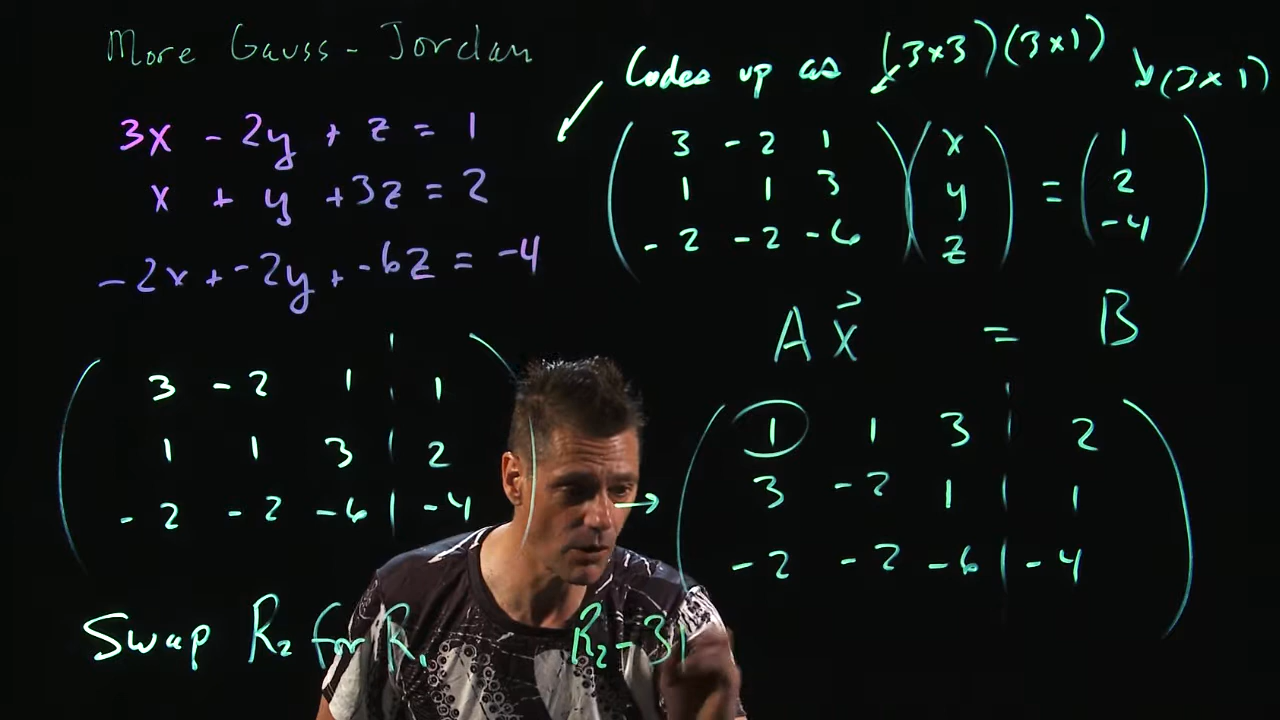 More Gauss - Jordan
Codes up as (3x3)(3x1)
(3x1)
3x - 2y + z = 1
x + y + 3z = 2
-2x + -2y + -6z = -4
3 -2 1 x 1
1 1 3 y = 2
-2 -2 -6 z -4
A x = B
3 -2 1 | 1
1 1 3 | 2
-2 -2 -6 | -4
→
1 1 3 | 2
3 -2 1 | 1
-2 -2 -6 | -4
Swap R₂ for R₁
R₂ - 3